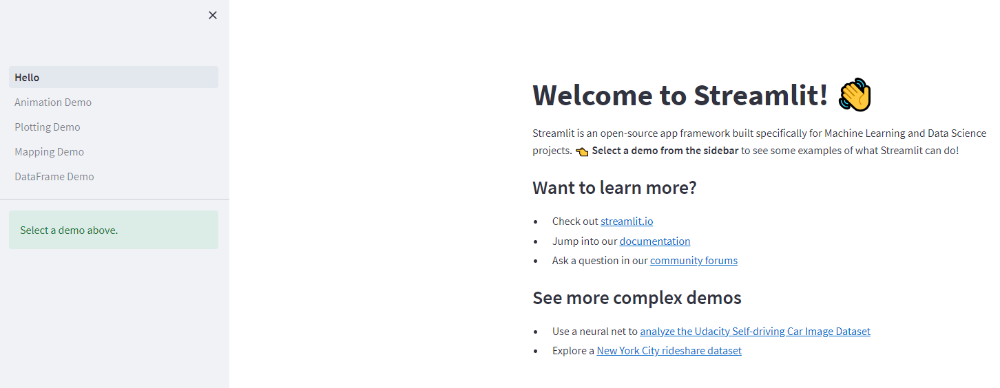 Hello
Animation Demo
Plotting Demo
Mapping Demo
DataFrame Demo
Select a demo above.
Welcome to Streamlit! 👋
Streamlit is an open-source app framework built specifically for Machine Learning and Data Science
projects. 👈 Select a demo from the sidebar to see some examples of what Streamlit can do!
Want to learn more?
• Check out streamlit.io
• Jump into our documentation
• Ask a question in our community forums
See more complex demos
• Use a neural net to analyze the Udacity Self-driving Car Image Dataset
• Explore a New York City rideshare dataset